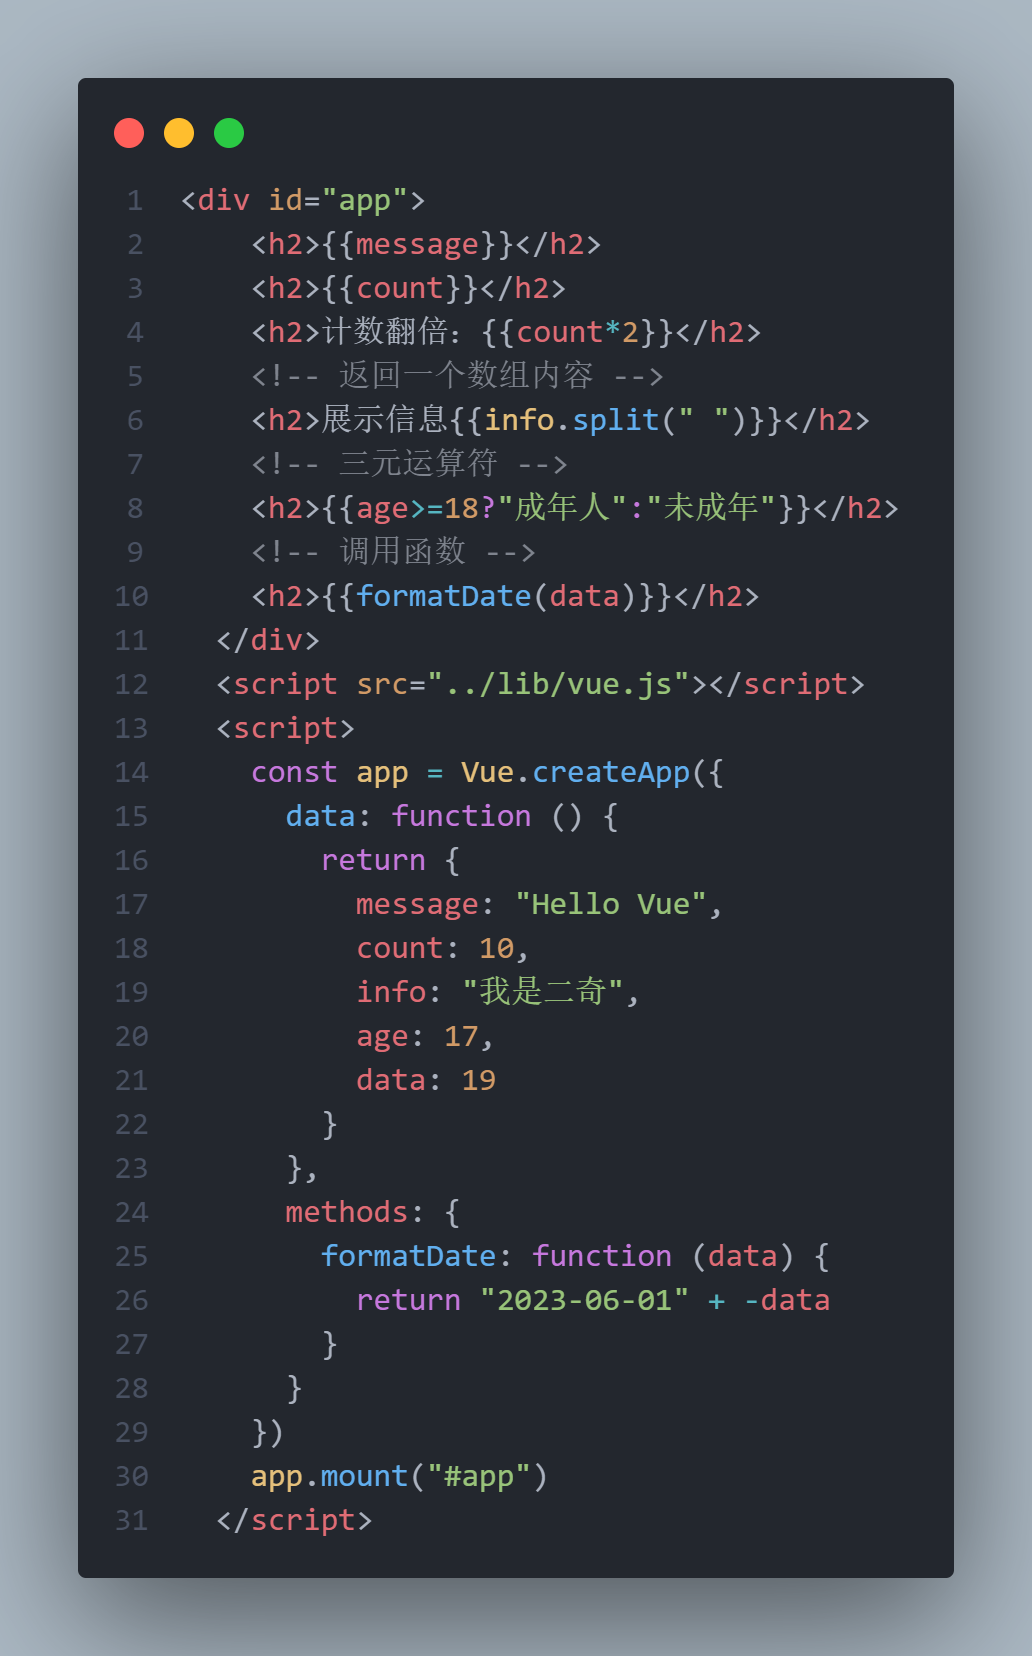 1 <div id="app">
2 <h2>{{message}}</h2>
3 <h2>{{count}}</h2>
4 <h2>计数翻倍：{{count*2}}</h2>
5 <!-- 返回一个数组内容 -->
6 <h2>展示信息{{info.split(" ")}}</h2>
7 <!-- 三元运算符 -->
8 <h2>{{age>=18?"成年人":"未成年"}}</h2>
9 <!-- 调用函数 -->
10 <h2>{{formatDate(data)}}</h2>
11 </div>
12 <script src="../lib/vue.js"></script>
13 <script>
14 const app = Vue.createApp({
15 data: function () {
16 return {
17 message: "Hello Vue",
18 count: 10,
19 info: "我是二奇",
20 age: 17,
21 data: 19
22 }
23 },
24 methods: {
25 formatDate: function (data) {
26 return "2023-06-01" + -data
27 }
28 }
29 })
30 app.mount("#app")
31 </script>